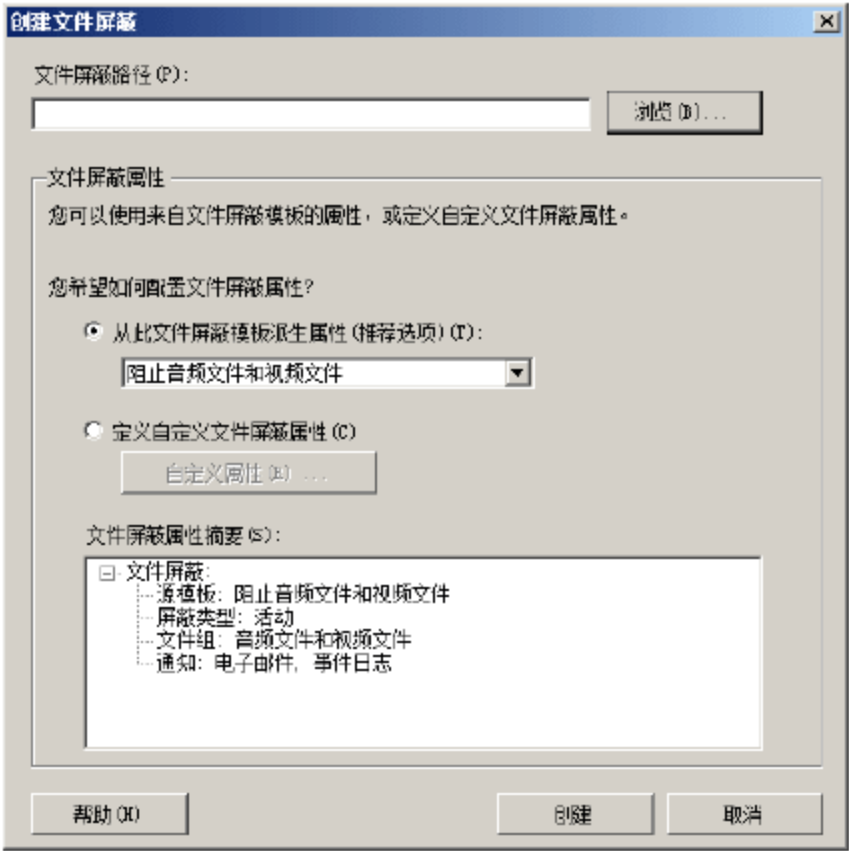 创建文件屏蔽
文件屏蔽路径(P):
浏览(B)...
文件屏蔽属性
您可以使用来自文件屏蔽模板的属性，或定义自定义文件屏蔽属性。
您希望如何配置文件屏蔽属性?
从此文件屏蔽模板派生属性(推荐选项)(T):
阻止音频文件和视频文件
定义自定义文件屏蔽属性(C)
自定义属性(E) ...
文件屏蔽属性摘要(S):
文件屏蔽:
源模板: 阻止音频文件和视频文件
屏蔽类型: 活动
文件组: 音频文件和视频文件
通知: 电子邮件, 事件日志
帮助(H)
创建
取消